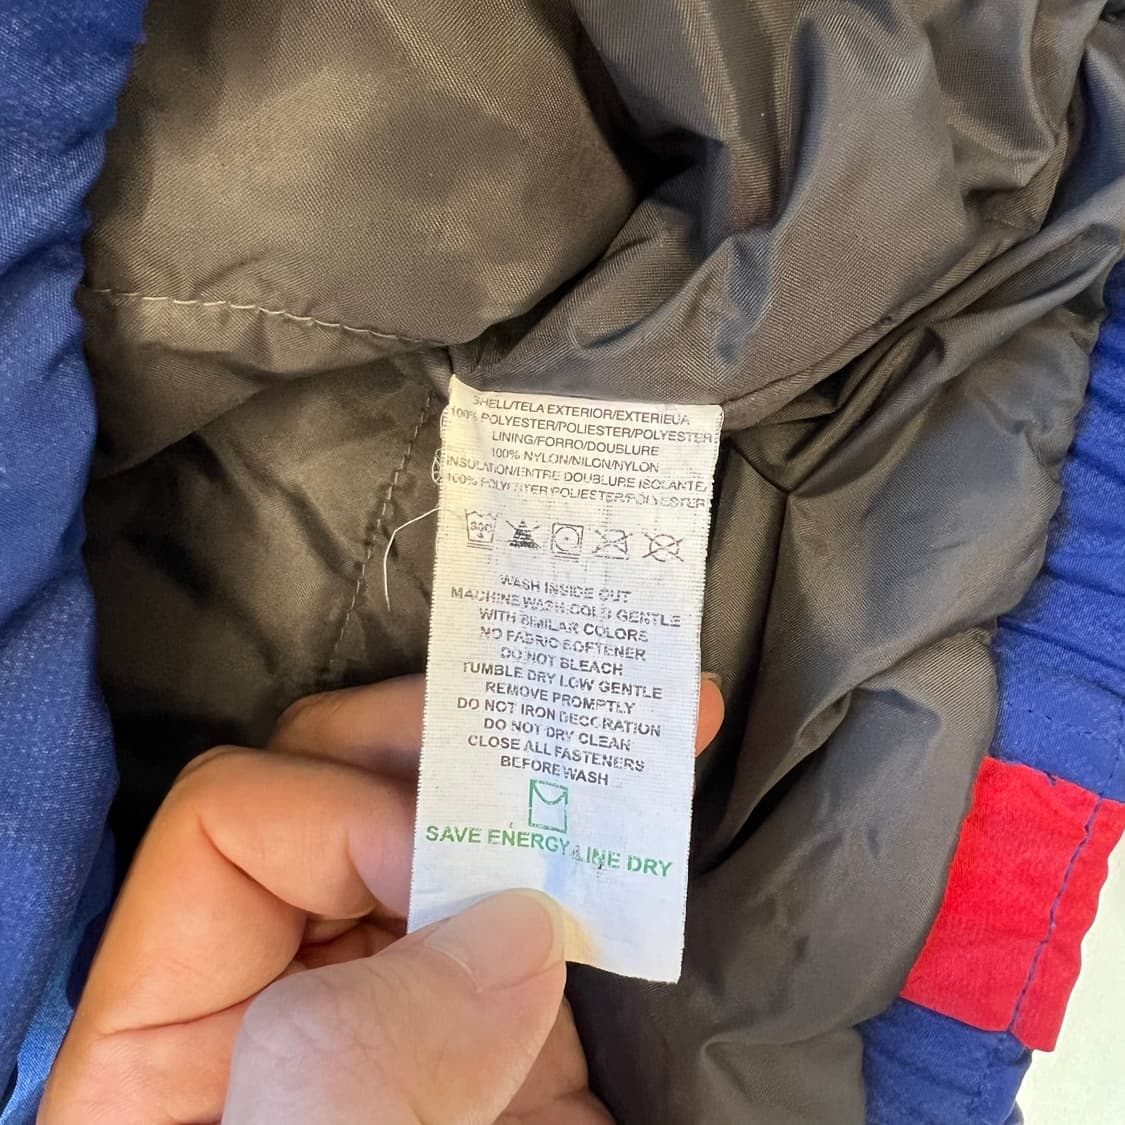 SHELL/TELA EXTERIOR/EXTERIEUA
100% POLYESTER/POLIESTER/POLYESTER
LINING/FORRO/DOUBLURE
100% NYLON/NILON/NYLON
INSULATION/ENTRE DOUBLURE ISOLANTE/
100% POLYESTER/POLIESTER/POLYESTER
30C
WASH INSIDE OUT
MACHINE WASH COLD GENTLE
WITH SIMILAR COLORS
NO FABRIC SOFTENER
DO NOT BLEACH
TUMBLE DRY LOW GENTLE
REMOVE PROMPTLY
DO NOT IRON DECORATION
DO NOT DRY CLEAN
CLOSE ALL FASTENERS
BEFORE WASH
SAVE ENERGY LINE DRY